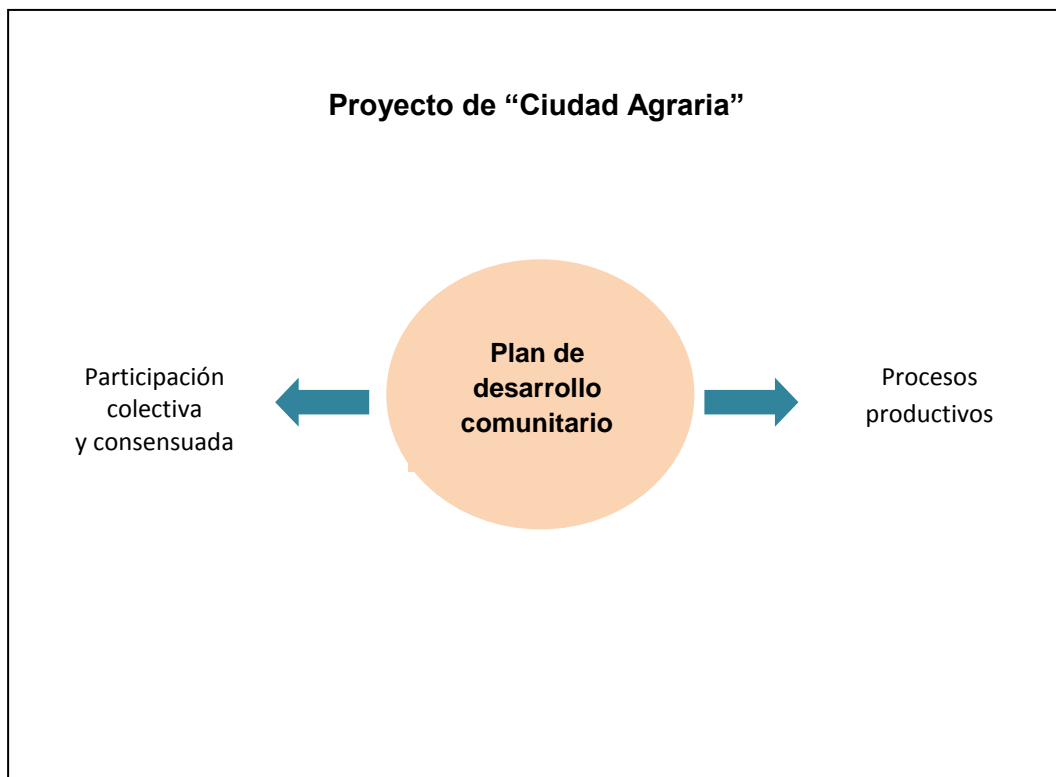 Proyecto de “Ciudad Agraria”
Participación
colectiva
y consensuada
Plan de
desarrollo
comunitario
Procesos
productivos